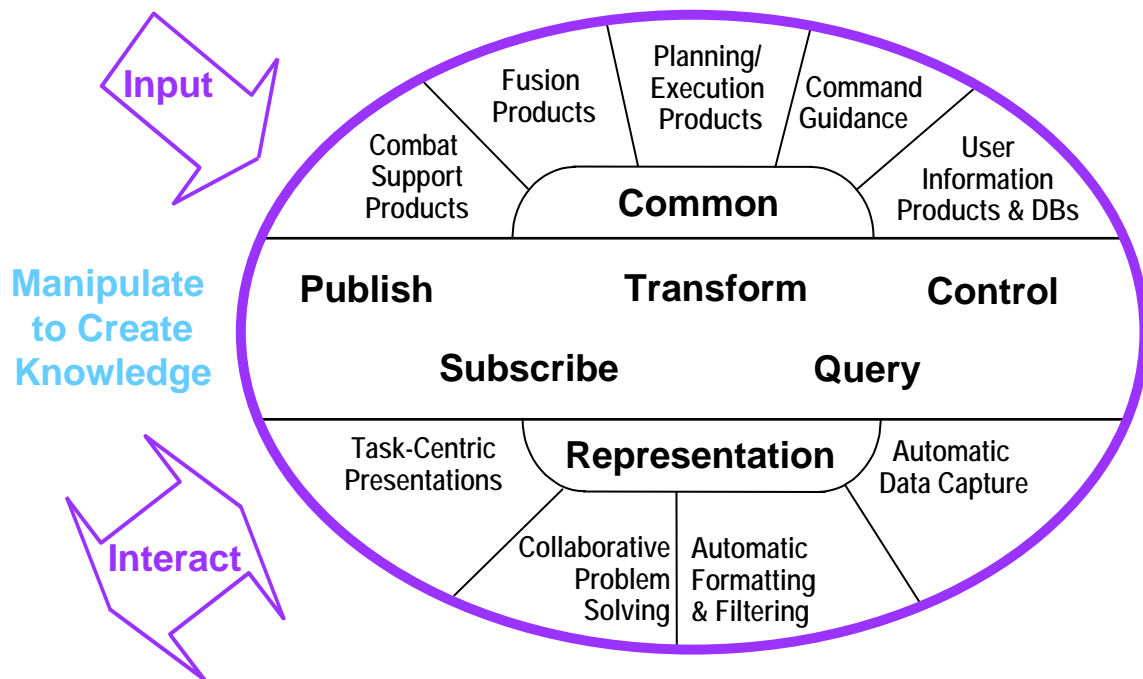 Input
Combat
Support
Products
Fusion
Products
Planning/
Execution
Products
Command
Guidance
User
Information
Products & DBs
Common
Manipulate
to Create
Knowledge
Publish
Transform
Control
Subscribe
Query
Interact
Task-Centric
Presentations
Representation
Automatic
Data Capture
Collaborative
Problem
Solving
Automatic
Formatting
& Filtering